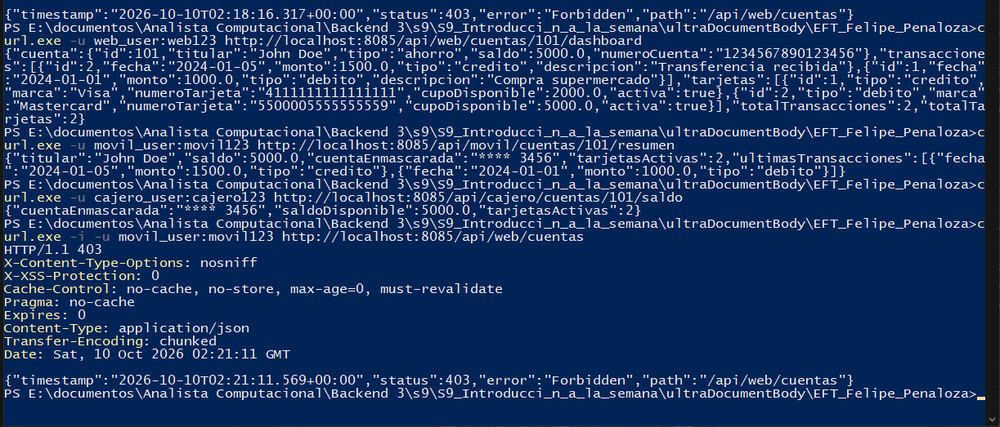 {"timestamp":"2026-10-10T02:18:16.317+00:00","status":403,"error":"Forbidden","path":"/api/web/cuentas"}
PS E:\documentos\Analista Computacional\Backend 3\s9\S9_Introducci_n_a_la_semana\ultraDocumentBody\EFT_Felipe_Penaloza>c
url.exe -u web_user:web123 http://localhost:8085/api/web/cuentas/101/dashboard
{"cuenta":{"id":101,"titular":"John Doe","tipo":"ahorro","saldo":5000.0,"numeroCuenta":"1234567890123456"},"transaccione
s":[{"id":2,"fecha":"2024-01-05","monto":1500.0,"tipo":"credito","descripcion":"Transferencia recibida"},{"id":1,"fecha"
:"2024-01-01","monto":1000.0,"tipo":"debito","descripcion":"Compra supermercado"}],"tarjetas":[{"id":1,"tipo":"credito",
"marca":"Visa","numeroTarjeta":"4111111111111111","cupoDisponible":2000.0,"activa":true},{"id":2,"tipo":"debito","marca"
:"Mastercard","numeroTarjeta":"5500005555555559","cupoDisponible":5000.0,"activa":true}],"totalTransacciones":2,"totalTa
rjetas":2}
PS E:\documentos\Analista Computacional\Backend 3\s9\S9_Introducci_n_a_la_semana\ultraDocumentBody\EFT_Felipe_Penaloza>c
url.exe -u movil_user:movil123 http://localhost:8085/api/movil/cuentas/101/resumen
{"titular":"John Doe","saldo":5000.0,"cuentaEnmascarada":"**** 3456","tarjetasActivas":2,"ultimasTransacciones":[{"fecha
":"2024-01-05","monto":1500.0,"tipo":"credito"},{"fecha":"2024-01-01","monto":1000.0,"tipo":"debito"}]}
PS E:\documentos\Analista Computacional\Backend 3\s9\S9_Introducci_n_a_la_semana\ultraDocumentBody\EFT_Felipe_Penaloza>c
url.exe -u cajero_user:cajero123 http://localhost:8085/api/cajero/cuentas/101/saldo
{"cuentaEnmascarada":"**** 3456","saldoDisponible":5000.0,"tarjetasActivas":2}
PS E:\documentos\Analista Computacional\Backend 3\s9\S9_Introducci_n_a_la_semana\ultraDocumentBody\EFT_Felipe_Penaloza>c
url.exe -i -u movil_user:movil123 http://localhost:8085/api/web/cuentas
HTTP/1.1 403
X-Content-Type-Options: nosniff
X-XSS-Protection: 0
Cache-Control: no-cache, no-store, max-age=0, must-revalidate
Pragma: no-cache
Expires: 0
Content-Type: application/json
Transfer-Encoding: chunked
Date: Sat, 10 Oct 2026 02:21:11 GMT
{"timestamp":"2026-10-10T02:21:11.569+00:00","status":403,"error":"Forbidden","path":"/api/web/cuentas"}
PS E:\documentos\Analista Computacional\Backend 3\s9\S9_Introducci_n_a_la_semana\ultraDocumentBody\EFT_Felipe_Penaloza>